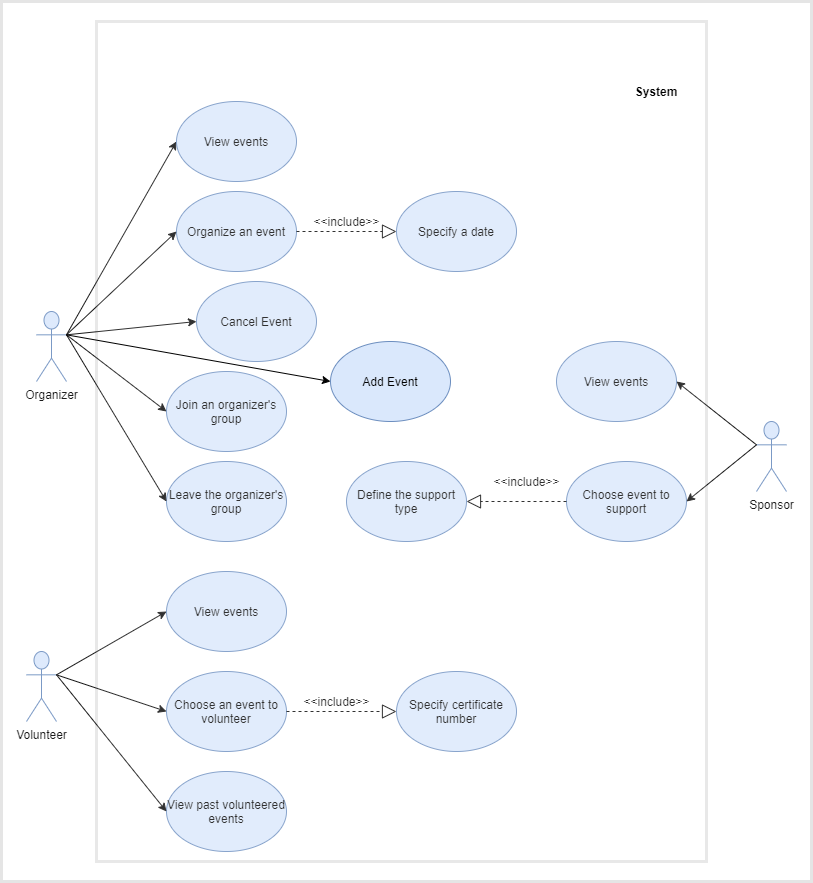 System
View events
<<include>>
Organize an event
Specify a date
Cancel Event
Add Event
View events
Organizer
Join an organizer's
group
<<include>>
Leave the organizer's
group
Define the support
type
Choose event to
support
Sponsor
View events
<<include>>
Choose an event to
volunteer
Specify certificate
number
Volunteer
View past volunteered
events